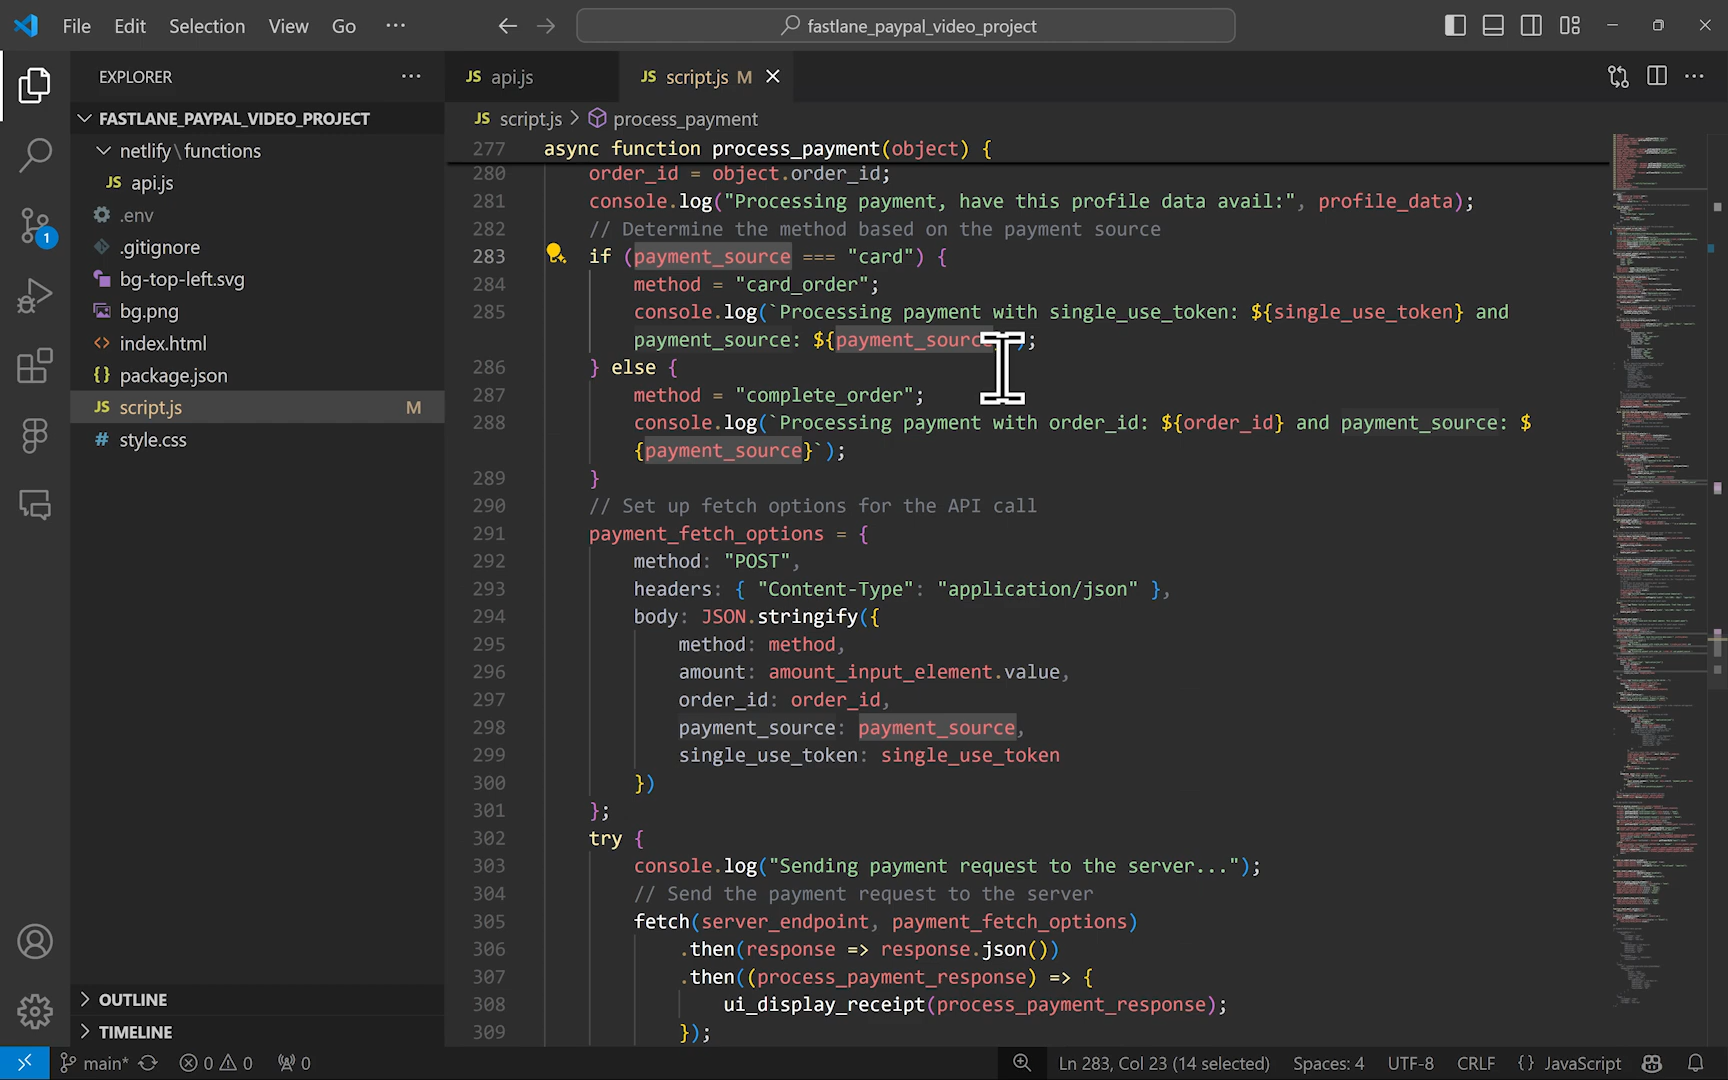 File Edit Selection View Go ··· fastlane_paypal_video_project
EXPLORER ···
JS api.js JS script.js M
FASTLANE_PAYPAL_VIDEO_PROJECT
netlify\functions
JS api.js
.env
.gitignore
bg-top-left.svg
bg.png
<> index.html
{} package.json
JS script.js M
# style.css
OUTLINE
TIMELINE
1
JS script.js > process_payment
277 async function process_payment(object) {
280 order_id = object.order_id;
281 console.log("Processing payment, have this profile data avail:", profile_data);
282 // Determine the method based on the payment source
283 if (payment_source === "card") {
284 method = "card_order";
285 console.log(`Processing payment with single_use_token: ${single_use_token} and
payment_source: ${payment_source}`);
286 } else {
287 method = "complete_order";
288 console.log(`Processing payment with order_id: ${order_id} and payment_source: $
{payment_source}`);
289 }
290 // Set up fetch options for the API call
291 payment_fetch_options = {
292 method: "POST",
293 headers: { "Content-Type": "application/json" },
294 body: JSON.stringify({
295 method: method,
296 amount: amount_input_element.value,
297 order_id: order_id,
298 payment_source: payment_source,
299 single_use_token: single_use_token
300 })
301 };
302 try {
303 console.log("Sending payment request to the server...");
304 // Send the payment request to the server
305 fetch(server_endpoint, payment_fetch_options)
306 .then(response => response.json())
307 .then((process_payment_response) => {
308 ui_display_receipt(process_payment_response);
309 });
main* 0 0 0 Ln 283, Col 23 (14 selected) Spaces: 4 UTF-8 CRLF {} JavaScript